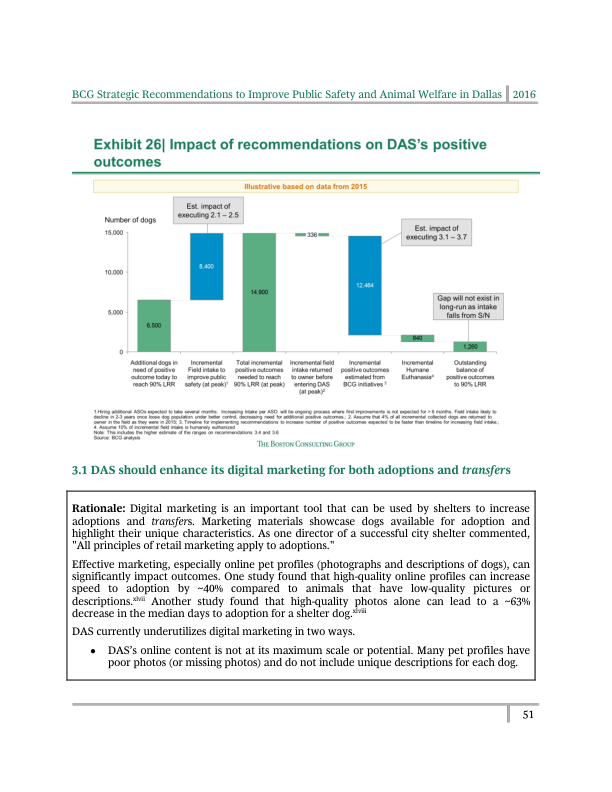 BCG Strategic Recommendations to Improve Public Safety and Animal Welfare in Dallas 2016
Exhibit 26| Impact of recommendations on DAS's positive
outcomes
Illustrative based on data from 2015
Est. impact of
executing 2.1 – 2.5
Number of dogs
Est. impact of
executing 3.1 – 3.7
Gap will not exist in
long-run as intake
falls from S/N
15,000
10,000
5,000
0
6,500
8,400
14,900
336
12,464
840
1,260
Additional dogs in
need of positive
outcome today to
reach 90% LRR
Incremental
Field intake to
improve public
safety (at peak)1
Total incremental
positive outcomes
needed to reach
90% LRR (at peak)
Incremental field
intake returned
to owner before
entering DAS
(at peak)2
Incremental
positive outcomes
estimated from
BCG initiatives 3
Incremental
Humane
Euthanasia4
Outstanding
balance of
positive outcomes
to 90% LRR
1.Hiring additional ASOs expected to take several months. Increasing intake per ASO will be ongoing process where first improvements is not expected for > 6 months. Field intake likely to
decline in 2-3 years once loose dog population under better control, decreasing need for additional positive outcomes.; 2. Assume that 4% of all incremental collected dogs are returned to
owner in the field as they were in 2015; 3. Timeline for implementing recommendations to increase number of positive outcomes expected to be faster than timeline for increasing field intake.;
4. Assume 10% of incremental field intake is humanely euthanized
Note: This includes the higher estimate of the ranges on recommendations 3.4 and 3.6
Source: BCG analysis
THE BOSTON CONSULTING GROUP
3.1 DAS should enhance its digital marketing for both adoptions and transfers
Rationale: Digital marketing is an important tool that can be used by shelters to increase
adoptions and transfers. Marketing materials showcase dogs available for adoption and
highlight their unique characteristics. As one director of a successful city shelter commented,
"All principles of retail marketing apply to adoptions."
Effective marketing, especially online pet profiles (photographs and descriptions of dogs), can
significantly impact outcomes. One study found that high-quality online profiles can increase
speed to adoption by ~40% compared to animals that have low-quality pictures or
descriptions.xlvii Another study found that high-quality photos alone can lead to a ~63%
decrease in the median days to adoption for a shelter dog.xlviii
DAS currently underutilizes digital marketing in two ways.
● DAS's online content is not at its maximum scale or potential. Many pet profiles have
poor photos (or missing photos) and do not include unique descriptions for each dog.
51